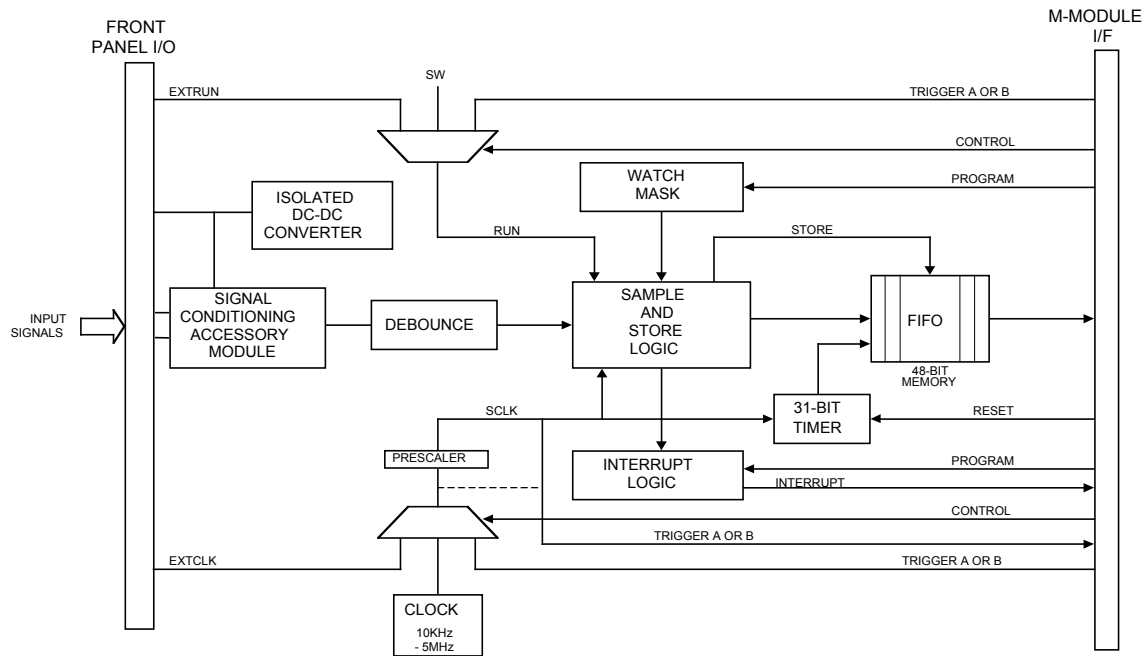 FRONT
PANEL I/O
M-MODULE
I/F
EXTRUN
SW
TRIGGER A OR B
CONTROL
WATCH
MASK
PROGRAM
ISOLATED
DC-DC
CONVERTER
RUN
STORE
INPUT
SIGNALS
SIGNAL
CONDITIONING
ACCESSORY
MODULE
DEBOUNCE
SAMPLE
AND
STORE
LOGIC
FIFO
48-BIT
MEMORY
SCLK
31-BIT
TIMER
RESET
PRESCALER
INTERRUPT
LOGIC
PROGRAM
INTERRUPT
CONTROL
TRIGGER A OR B
EXTCLK
TRIGGER A OR B
CLOCK
10KHz
- 5MHz